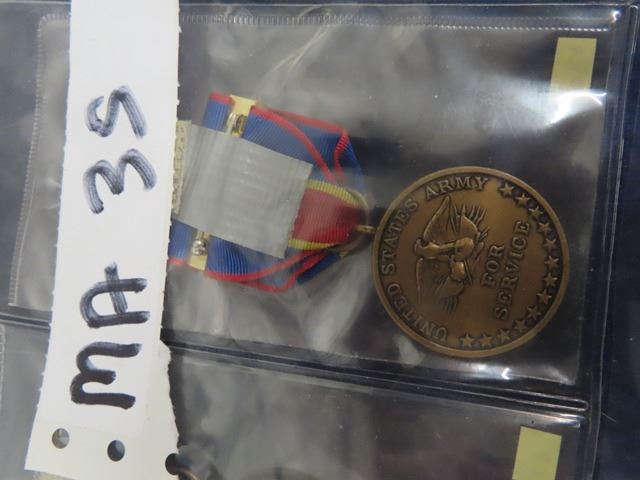 MA 35
UNITED STATES ARMY
FOR
SERVICE